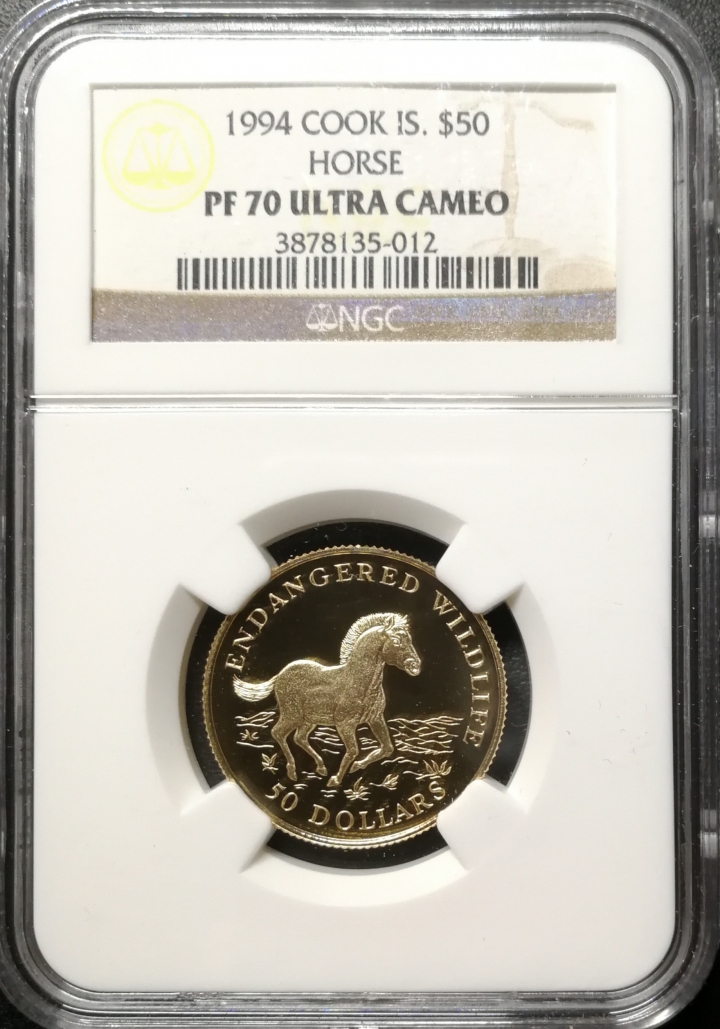 1994 COOK IS. $50
HORSE
PF 70 ULTRA CAMEO
3878135-012
NGC
ENDANGERED WILDLIFE
50 DOLLARS